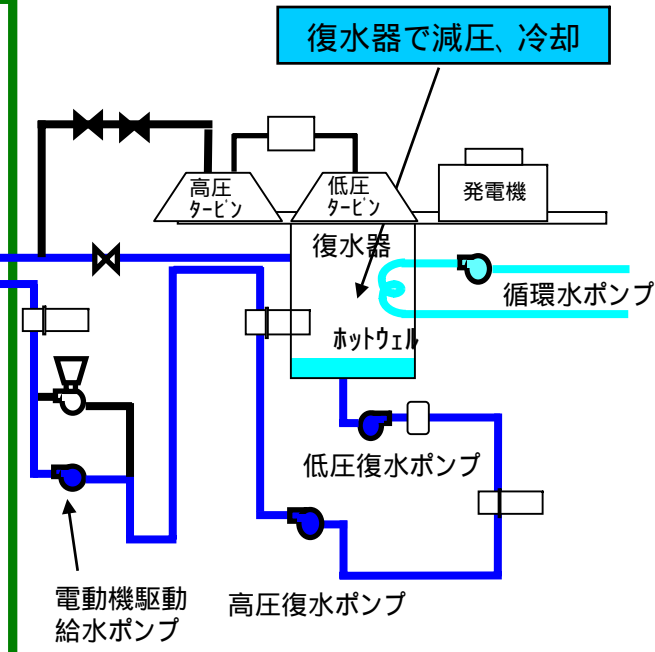 復水器で減圧、冷却
高圧
ﾀｰﾋﾞﾝ
低圧
ﾀｰﾋﾞﾝ
発電機
復水器
循環水ポンプ
ﾎｯﾄｳｪﾙ
低圧復水ポンプ
電動機駆動
給水ポンプ
高圧復水ポンプ